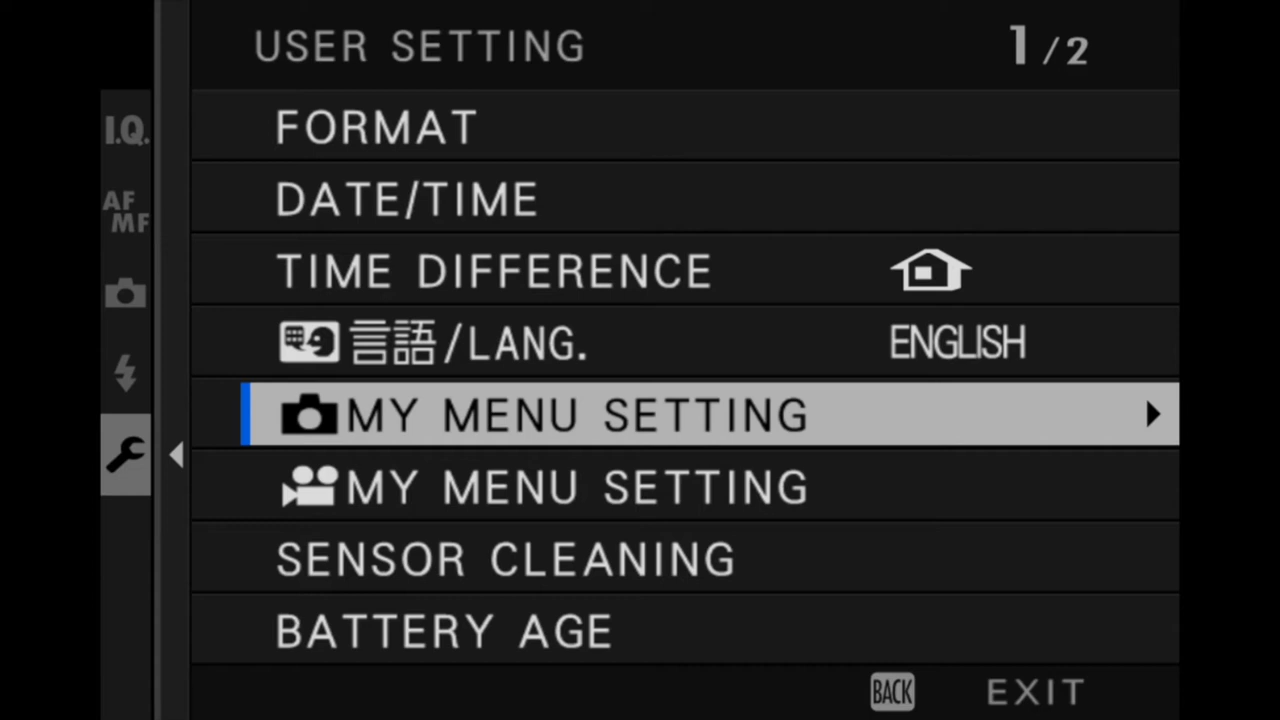 USER SETTING 1/2
I.Q.
FORMAT
AF
MF
DATE/TIME
TIME DIFFERENCE
言語/LANG. ENGLISH
MY MENU SETTING
MY MENU SETTING
SENSOR CLEANING
BATTERY AGE
BACK EXIT